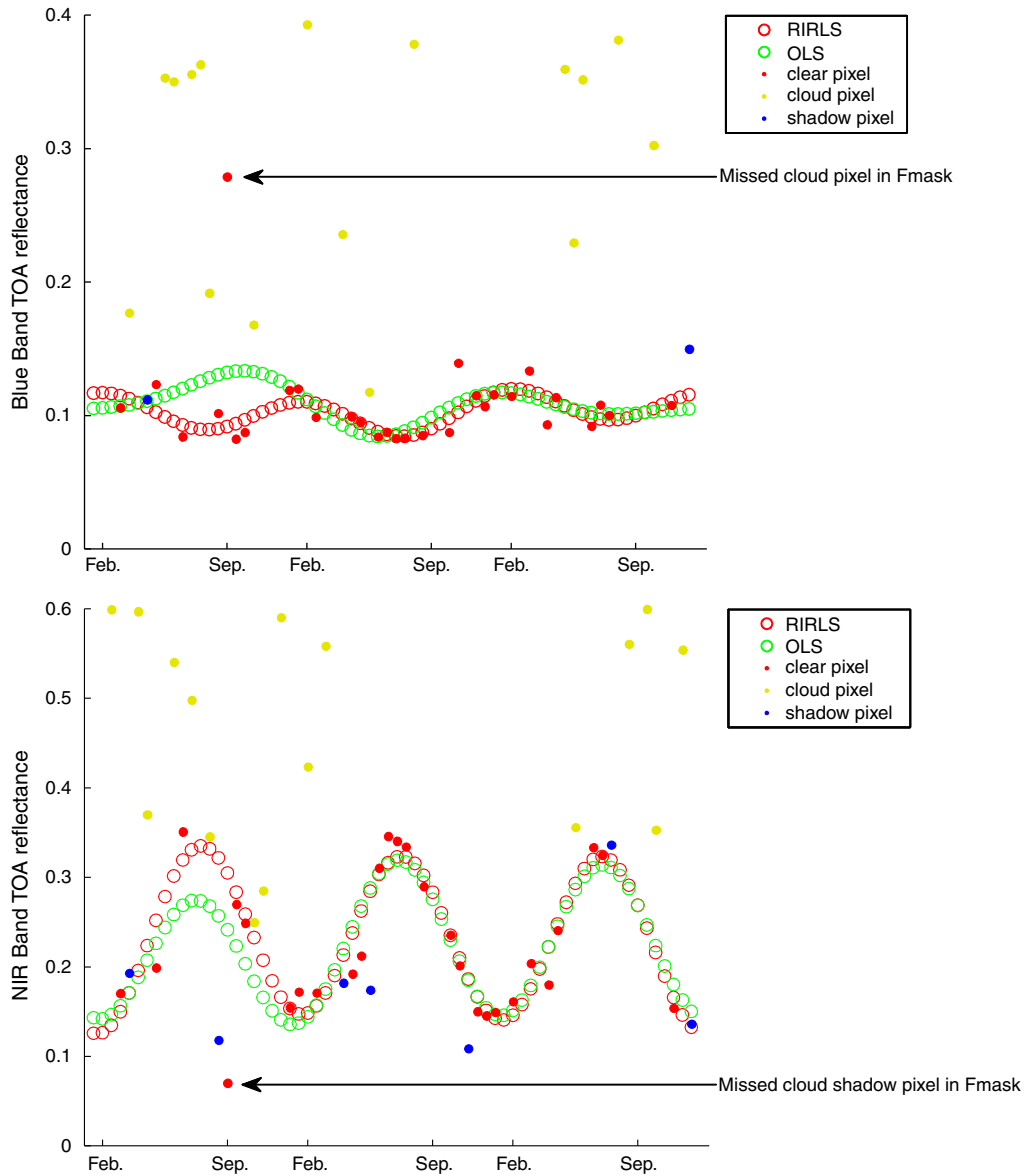 0.4
RIRLS
OLS
clear pixel
cloud pixel
shadow pixel
0.3
Missed cloud pixel in Fmask
Blue Band TOA reflectance
0.2
0.1
0
Feb. Sep. Feb. Sep. Feb. Sep.
0.6
RIRLS
OLS
clear pixel
cloud pixel
shadow pixel
0.5
0.4
NIR Band TOA reflectance
0.3
0.2
0.1
Missed cloud shadow pixel in Fmask
0
Feb. Sep. Feb. Sep. Feb. Sep.